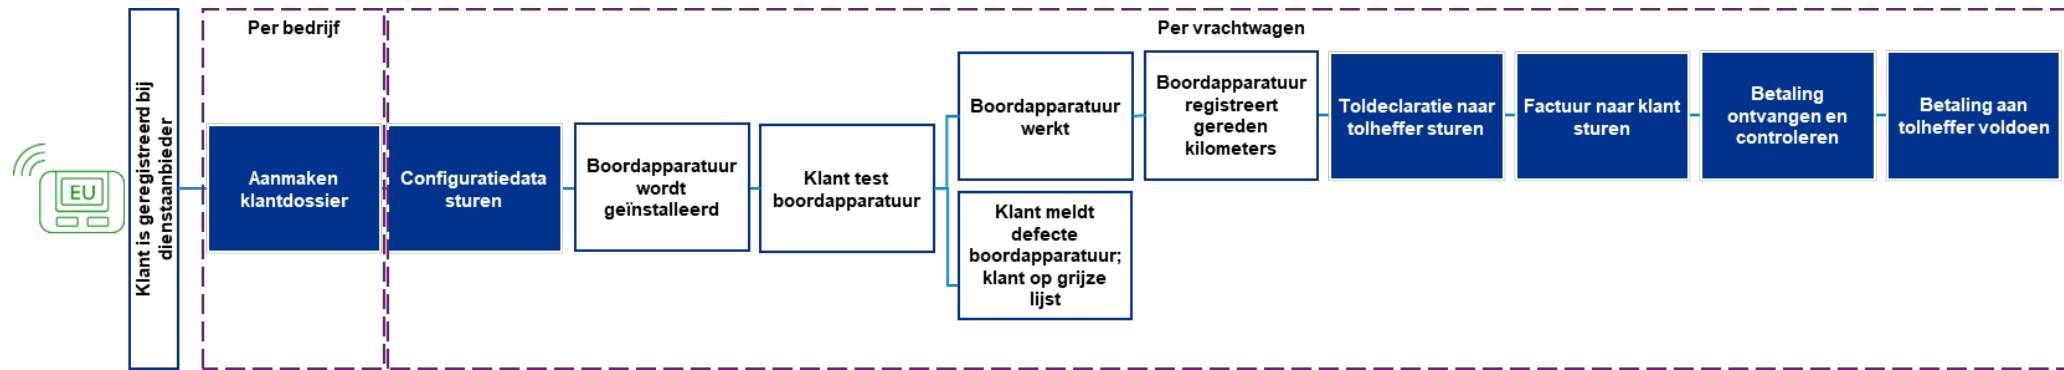 EU
Klant is geregistreerd bij
dienstaanbieder
Per bedrijf
Aanmaken
klantdossier
Per vrachtwagen
Configuratiedata
sturen
Boordapparatuur
wordt
geïnstalleerd
Klant test
boordapparatuur
Boordapparatuur
werkt
Klant meldt
defecte
boordapparatuur;
klant op grijze
lijst
Boordapparatuur
registreert
gereden
kilometers
Toldeclaratie naar
tolheffer sturen
Factuur naar klant
sturen
Betaling
ontvangen en
controleren
Betaling aan
tolheffer voldoen